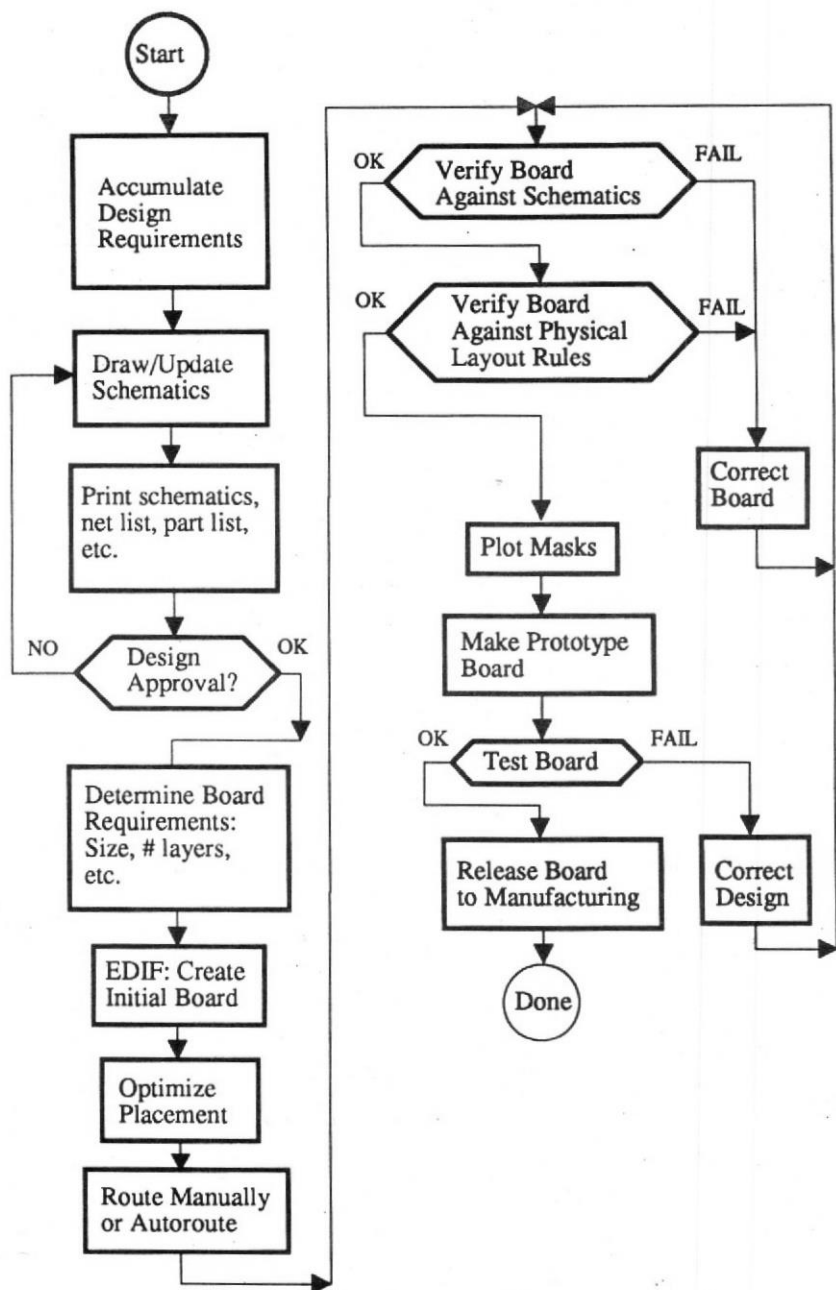 Start
Accumulate
Design
Requirements
Draw/Update
Schematics
Print schematics,
net list, part list,
etc.
NO
Design
Approval?
OK
Determine Board
Requirements:
Size, # layers,
etc.
EDIF: Create
Initial Board
Optimize
Placement
Route Manually
or Autoroute
OK
Verify Board
Against Schematics
FAIL
OK
Verify Board
Against Physical
Layout Rules
FAIL
Correct
Board
Plot Masks
Make Prototype
Board
OK
Test Board
FAIL
Release Board
to Manufacturing
Correct
Design
Done